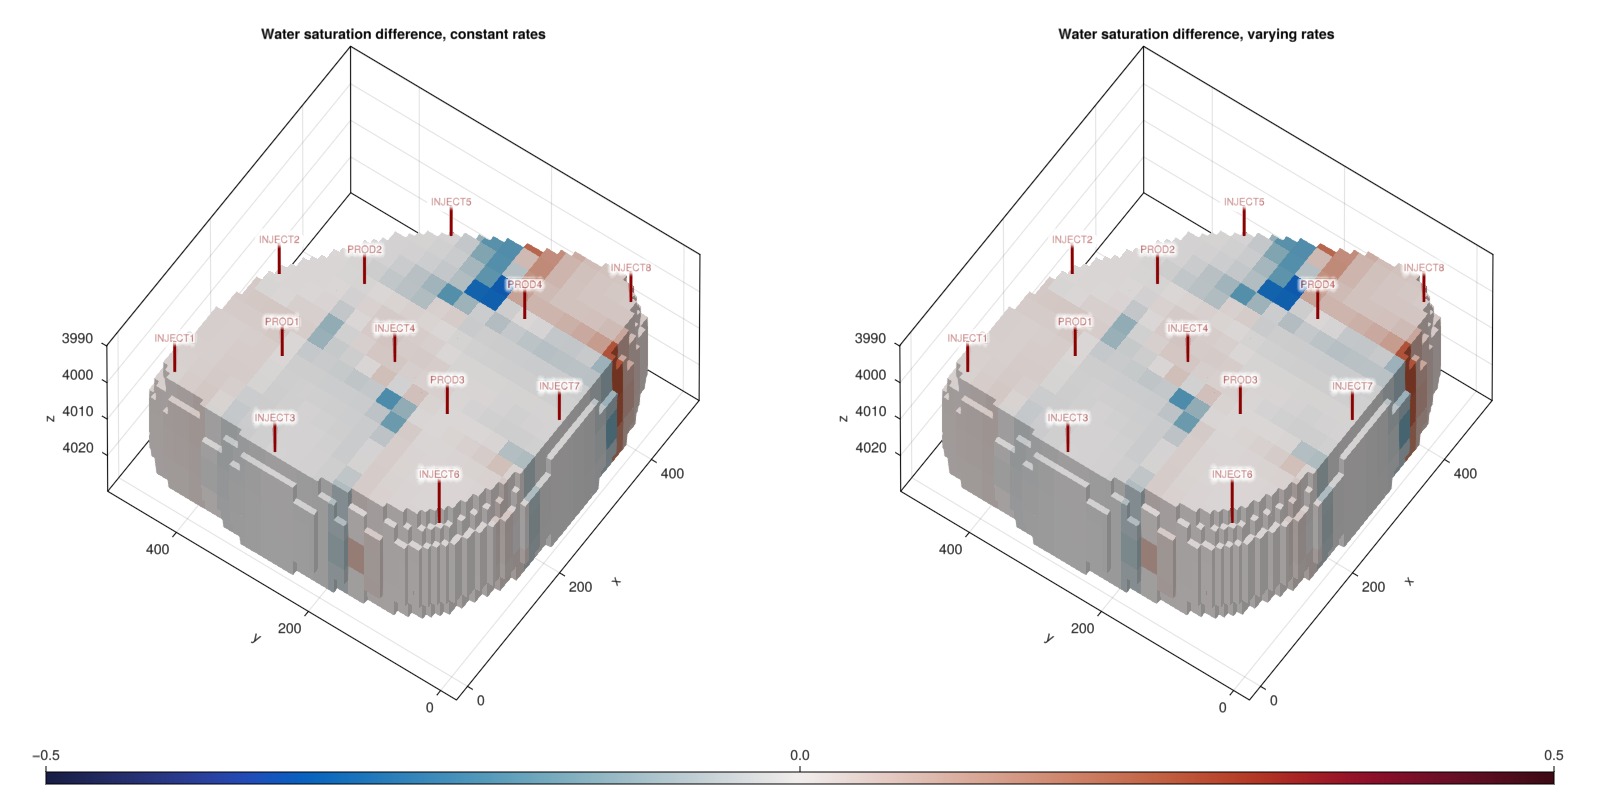 Water saturation difference, constant rates
INJECT5
INJECT2
PROD2
INJECT8
PROD4
PROD1
INJECT4
INJECT1
PROD3
INJECT7
INJECT3
INJECT6
3990
4000
4010
4020
z
400
200
0
y
0
200
400
x
Water saturation difference, varying rates
INJECT5
INJECT2
PROD2
INJECT8
PROD4
PROD1
INJECT4
INJECT1
PROD3
INJECT7
INJECT3
INJECT6
3990
4000
4010
4020
z
400
200
0
y
0
200
400
x
−0.5
0.0
0.5